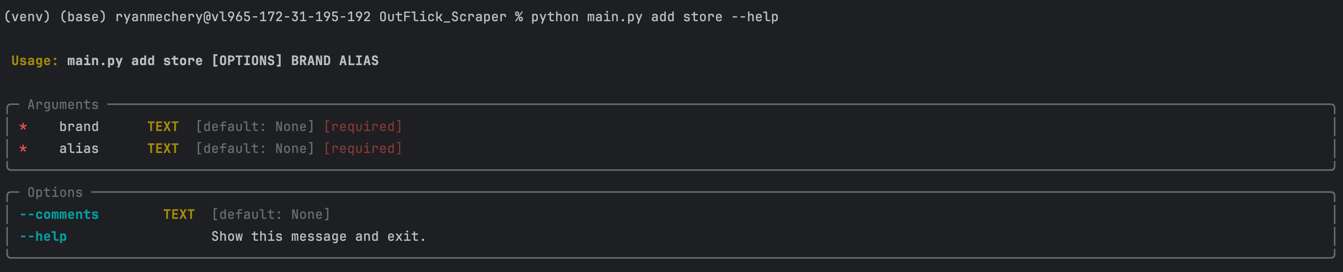 (venv) (base) ryanmechery@vl965-172-31-195-192 OutFlick_Scraper % python main.py add store --help
Usage: main.py add store [OPTIONS] BRAND ALIAS
Arguments
* brand TEXT [default: None] [required]
* alias TEXT [default: None] [required]
Options
--comments TEXT [default: None]
--help Show this message and exit.